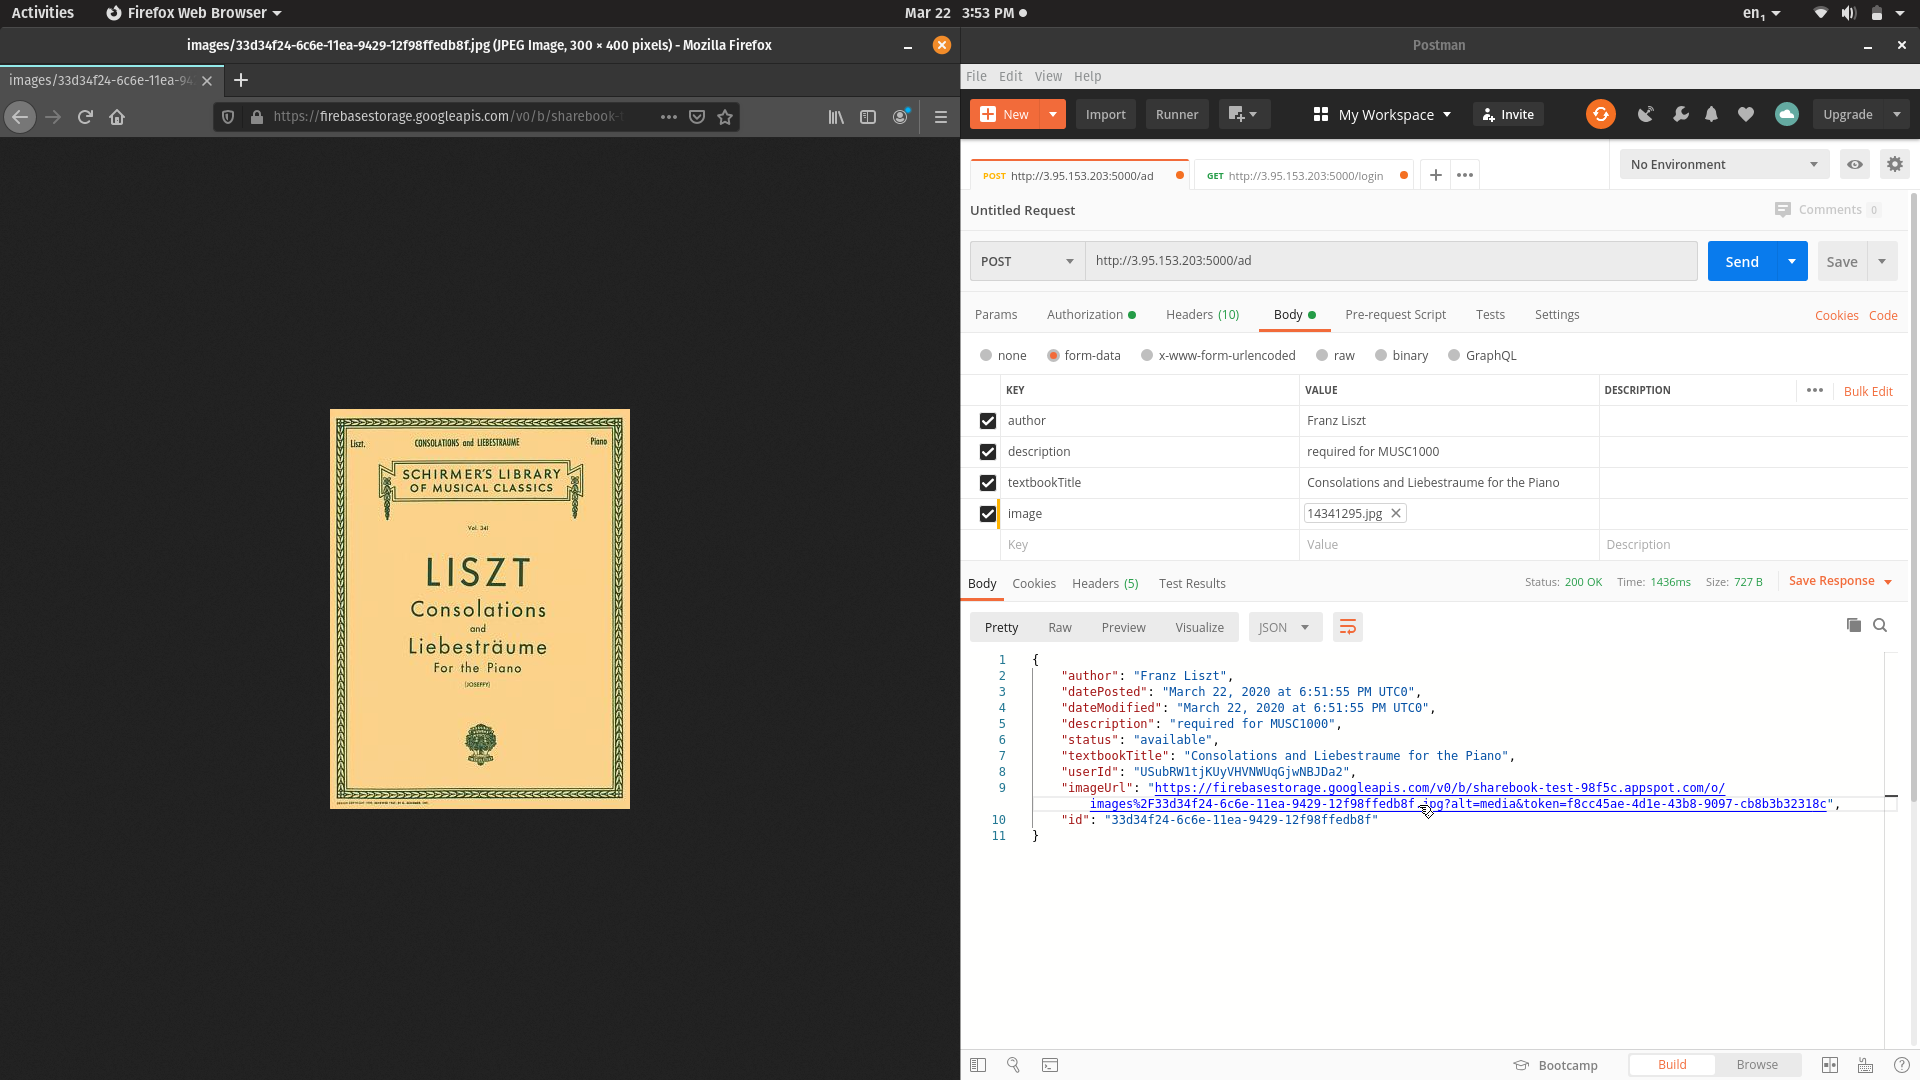 Activities
Firefox Web Browser
Mar 22 3:53 PM
en1
images/33d34f24-6c6e-11ea-9429-12f98ffedb8f.jpg (JPEG Image, 300 × 400 pixels) - Mozilla Firefox
images/33d34f24-6c6e-11ea-94
https://firebasestorage.googleapis.com/v0/b/sharebook-t
Liszt.
CONSOLATIONS and LIEBESTRAUME
Piano
SCHIRMER'S LIBRARY
OF MUSICAL CLASSICS
Vol. 341
LISZT
Consolations
and
Liebesträume
For the Piano
(JOSEFFY)
Postman
File Edit View Help
New
Import
Runner
My Workspace
Invite
Upgrade
POST http://3.95.153.203:5000/ad
GET http://3.95.153.203:5000/login
No Environment
Untitled Request
Comments 0
POST
http://3.95.153.203:5000/ad
Send
Save
Params
Authorization
Headers (10)
Body
Pre-request Script
Tests
Settings
Cookies
Code
none
form-data
x-www-form-urlencoded
raw
binary
GraphQL
KEY VALUE DESCRIPTION
Bulk Edit
author Franz Liszt
description required for MUSC1000
textbookTitle Consolations and Liebestraume for the Piano
image 14341295.jpg
Key Value Description
Body
Cookies
Headers (5)
Test Results
Status: 200 OK
Time: 1436ms
Size: 727 B
Save Response
Pretty
Raw
Preview
Visualize
JSON
1 {
2 "author": "Franz Liszt",
3 "datePosted": "March 22, 2020 at 6:51:55 PM UTC0",
4 "dateModified": "March 22, 2020 at 6:51:55 PM UTC0",
5 "description": "required for MUSC1000",
6 "status": "available",
7 "textbookTitle": "Consolations and Liebestraume for the Piano",
8 "userId": "USubRW1tjKUyVHVNWUqGjwNBJDa2",
9 "imageUrl": "https://firebasestorage.googleapis.com/v0/b/sharebook-test-98f5c.appspot.com/o/
images%2F33d34f24-6c6e-11ea-9429-12f98ffedb8f.jpg?alt=media&token=f8cc45ae-4d1e-43b8-9097-cb8b3b32318c",
10 "id": "33d34f24-6c6e-11ea-9429-12f98ffedb8f"
11 }
Bootcamp
Build
Browse